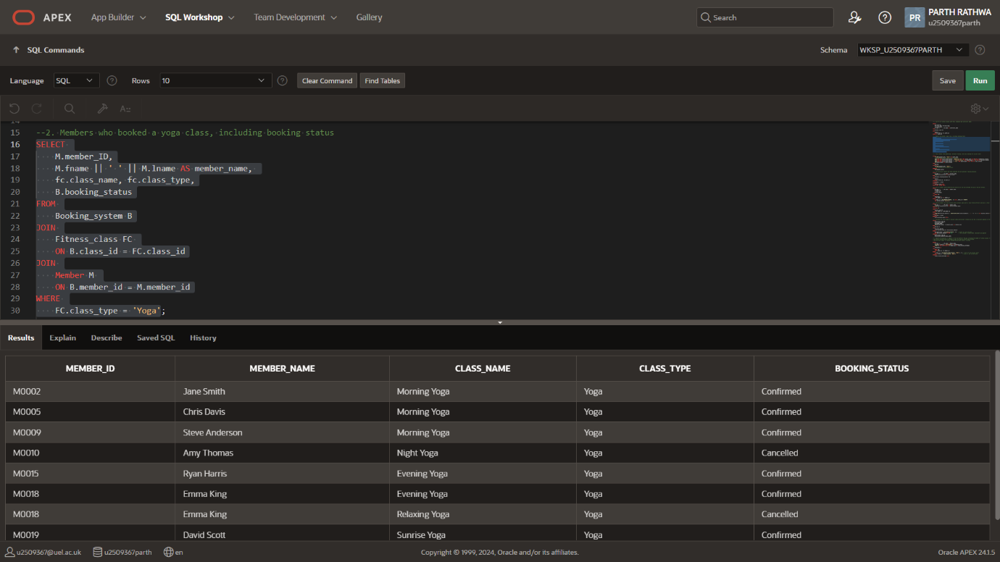 APEX App Builder SQL Workshop Team Development Gallery Search PR PARTH RATHWA
u2509367parth
SQL Commands Schema WKSP_U2509367PARTH
Language SQL Rows 10 Clear Command Find Tables Save Run
14
15 --2. Members who booked a yoga class, including booking status
16 SELECT
17 M.member_ID,
18 M.fname || ' ' || M.lname AS member_name,
19 fc.class_name, fc.class_type,
20 B.booking_status
21 FROM
22 Booking_system B
23 JOIN
24 Fitness_class FC
25 ON B.class_id = FC.class_id
26 JOIN
27 Member M
28 ON B.member_id = M.member_id
29 WHERE
30 FC.class_type = 'Yoga';
Results Explain Describe Saved SQL History
MEMBER_ID MEMBER_NAME CLASS_NAME CLASS_TYPE BOOKING_STATUS
M0002 Jane Smith Morning Yoga Yoga Confirmed
M0005 Chris Davis Morning Yoga Yoga Confirmed
M0009 Steve Anderson Morning Yoga Yoga Confirmed
M0010 Amy Thomas Night Yoga Yoga Cancelled
M0015 Ryan Harris Evening Yoga Yoga Confirmed
M0018 Emma King Evening Yoga Yoga Confirmed
M0018 Emma King Relaxing Yoga Yoga Cancelled
M0019 David Scott Sunrise Yoga Yoga Confirmed
u2509367@uel.ac.uk u2509367parth en Copyright © 1999, 2024, Oracle and/or its affiliates. Oracle APEX 24.1.5